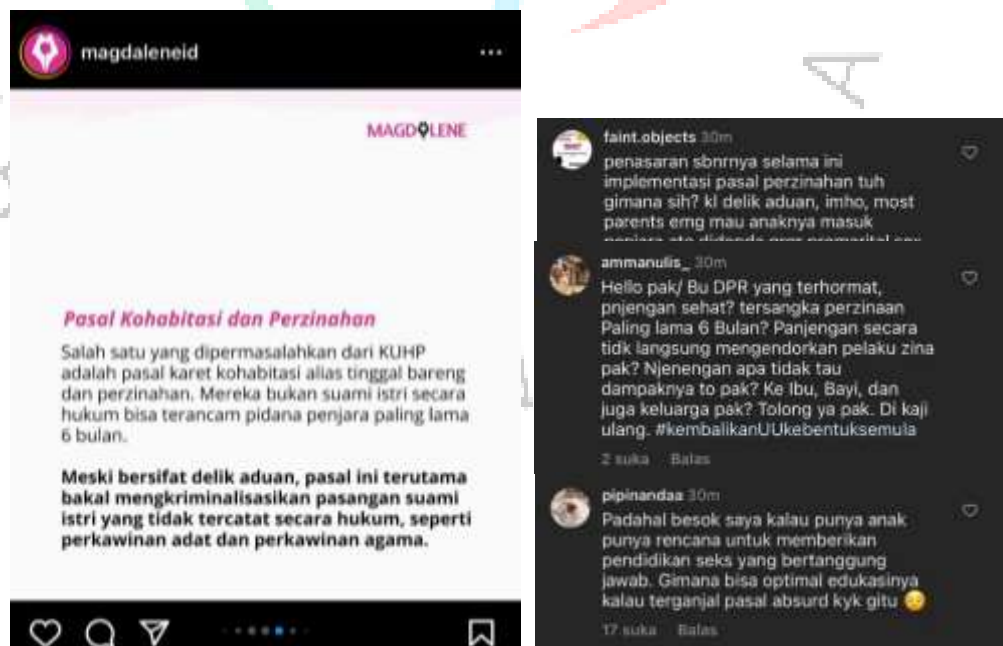 magdaleneid
MAGDALENE
Pasal Kohabitasi dan Perzinahan
Salah satu yang dipermasalahkan dari KUHP
adalah pasal karet kohabitasi alias tinggal bareng
dan perzinahan. Mereka bukan suami istri secara
hukum bisa terancam pidana penjara paling lama
6 bulan.
Meski bersifat delik aduan, pasal ini terutama
bakal mengkriminalisasikan pasangan suami
istri yang tidak tercatat secara hukum, seperti
perkawinan adat dan perkawinan agama.
faint.objects 30m
penasaran sbnrnya selama ini
implementasi pasal perzinahan tuh
gimana sih? kl delik aduan, imho, most
parents emg mau anaknya masuk
penjara ato didenda grgr premarital sex
ammanulis_ 30m
Hello pak/ Bu DPR yang terhormat,
pnjengan sehat? tersangka perzinaan
Paling lama 6 Bulan? Panjengan secara
tidk langsung mengendorkan pelaku zina
pak? Njenengan apa tidak tau
dampaknya to pak? Ke Ibu, Bayi, dan
juga keluarga pak? Tolong ya pak. Di kaji
ulang. #kembalikanUUkebentuksemula
2 suka Balas
pipinandaa 30m
Padahal besok saya kalau punya anak
punya rencana untuk memberikan
pendidikan seks yang bertanggung
jawab. Gimana bisa optimal edukasinya
kalau terganjal pasal absurd kyk gitu 😥
17 suka Balas
A